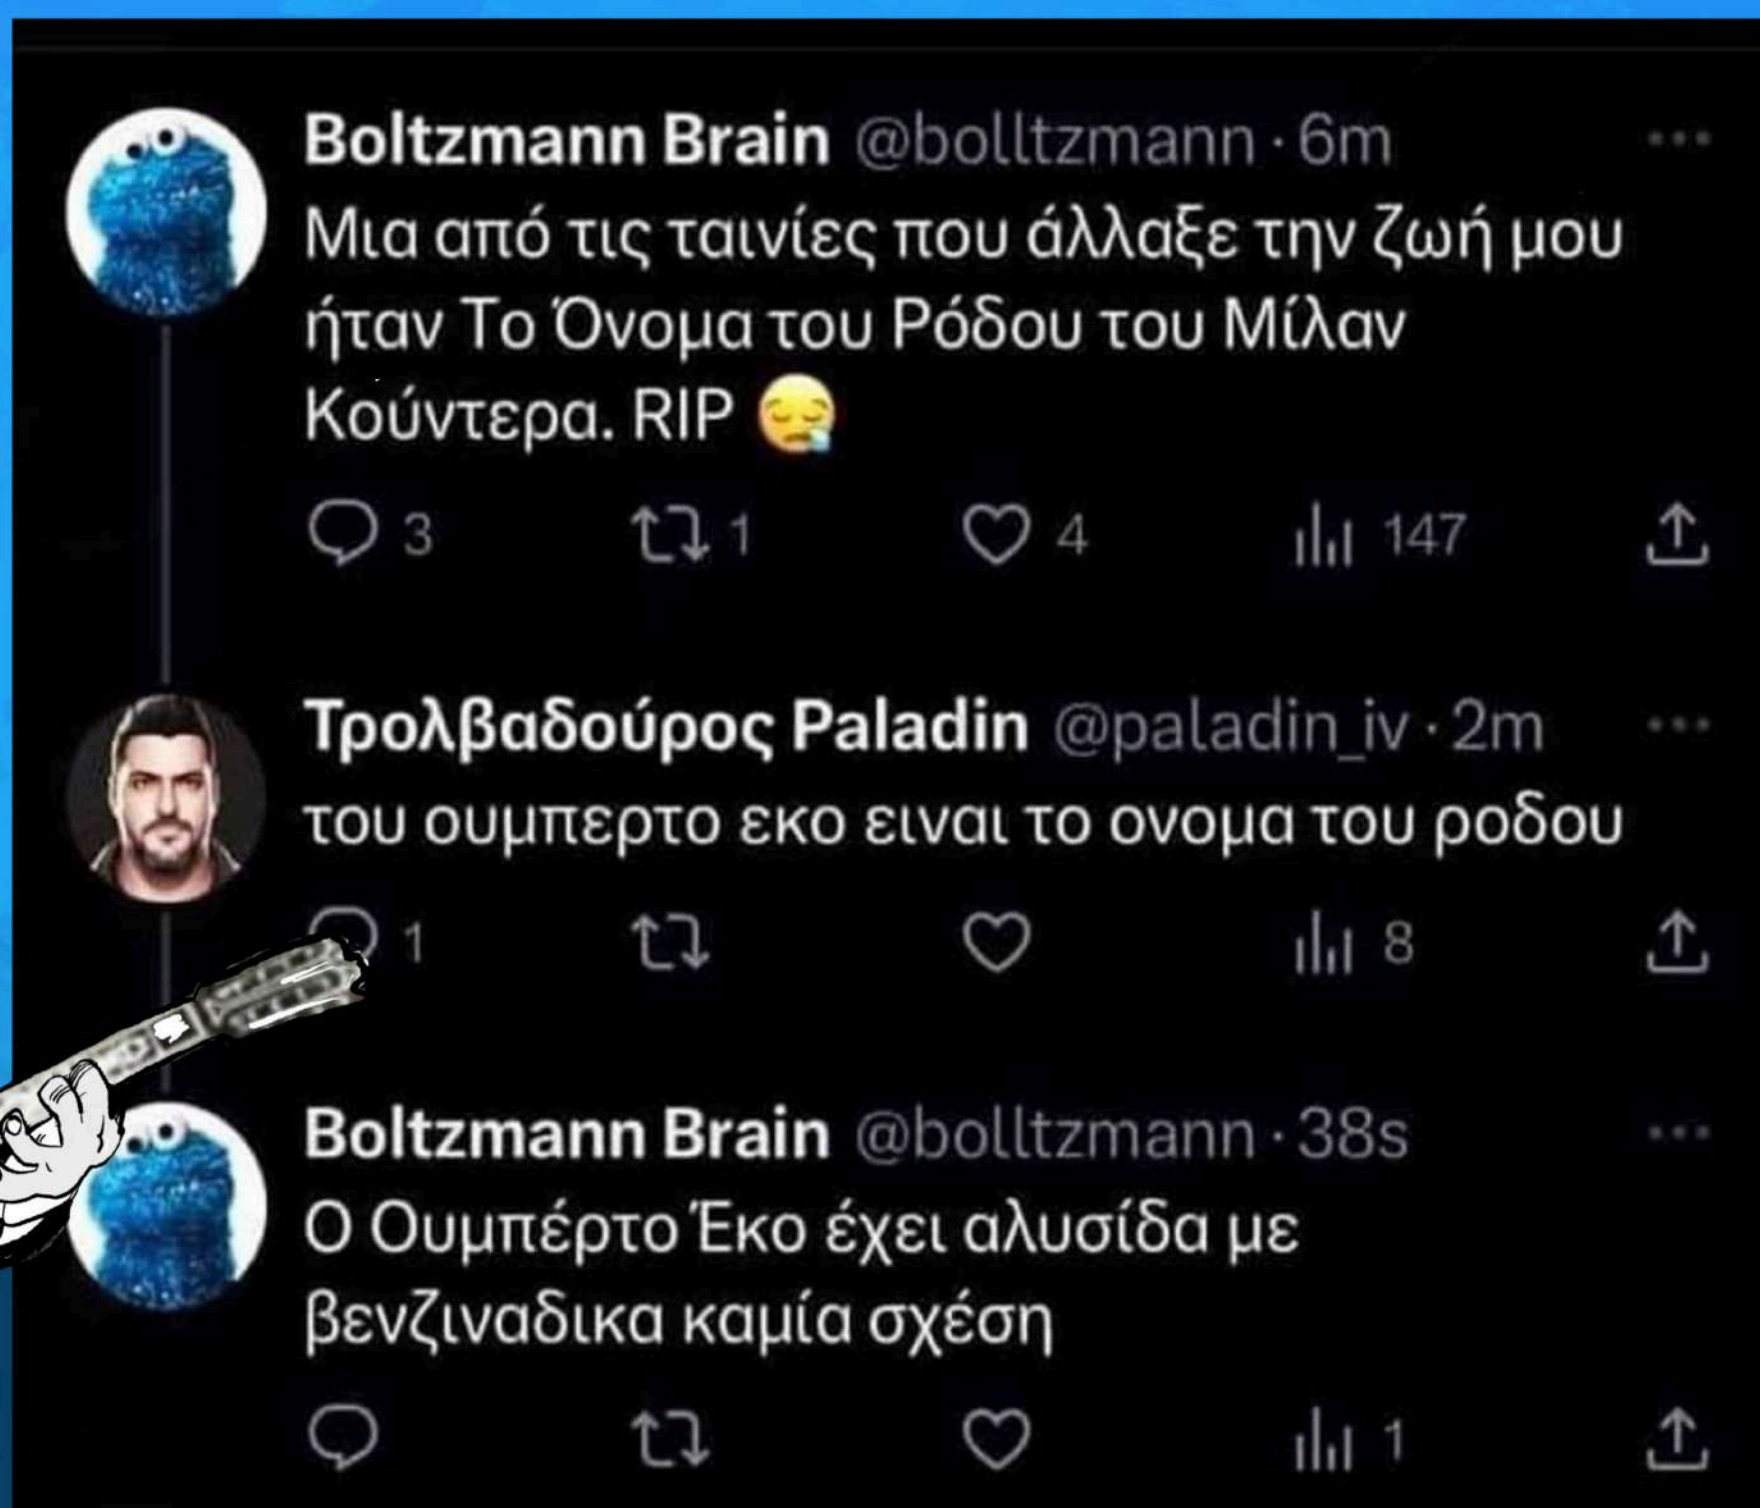 Boltzmann Brain @bolltzmann · 6m
Μια από τις ταινίες που άλλαξε την ζωή μου
ήταν Το Όνομα του Ρόδου του Μίλαν
Κούντερα. RIP 😪
3 1 4 147
Τρολβαδούρος Paladin @paladin_iv · 2m
του ουμπερτο εκο ειναι το ονομα του ροδου
1 8
Boltzmann Brain @bolltzmann · 38s
Ο Ουμπέρτο Έκο έχει αλυσίδα με
βενζιναδικα καμία σχέση
1